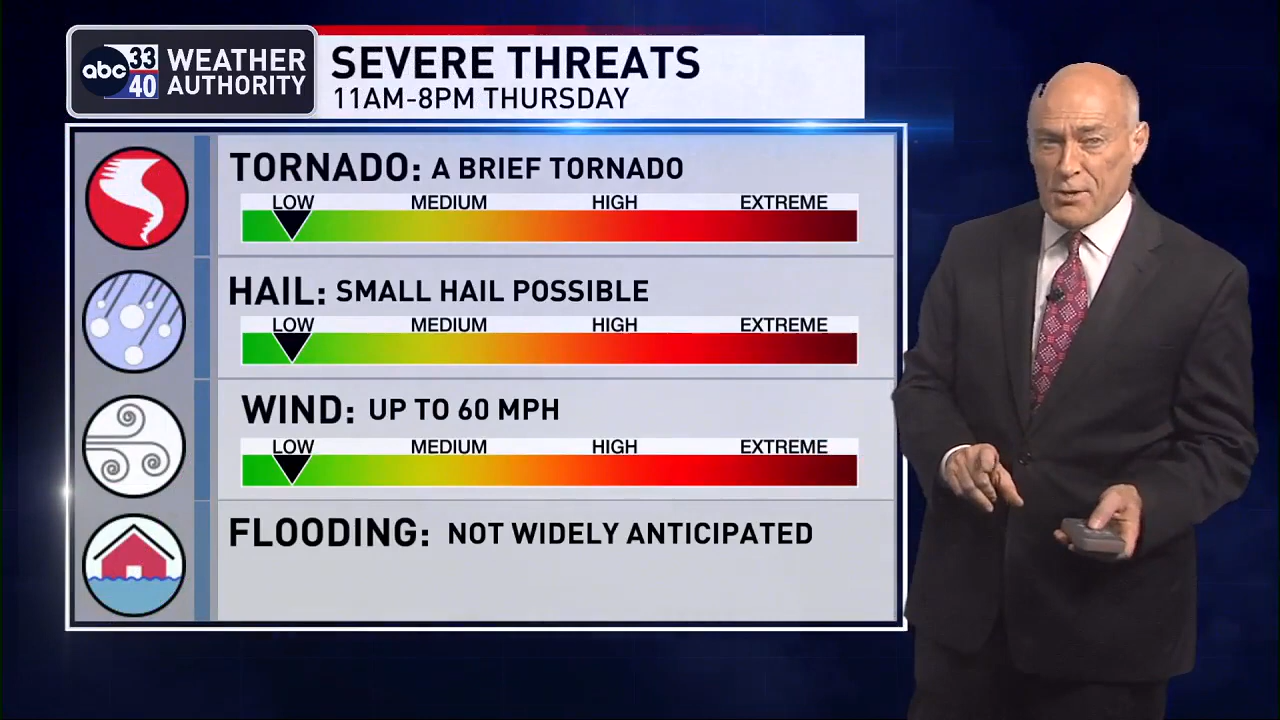 abc 33 40
WEATHER AUTHORITY
SEVERE THREATS
11AM-8PM THURSDAY
TORNADO: A BRIEF TORNADO
LOW MEDIUM HIGH EXTREME
HAIL: SMALL HAIL POSSIBLE
LOW MEDIUM HIGH EXTREME
WIND: UP TO 60 MPH
LOW MEDIUM HIGH EXTREME
FLOODING: NOT WIDELY ANTICIPATED